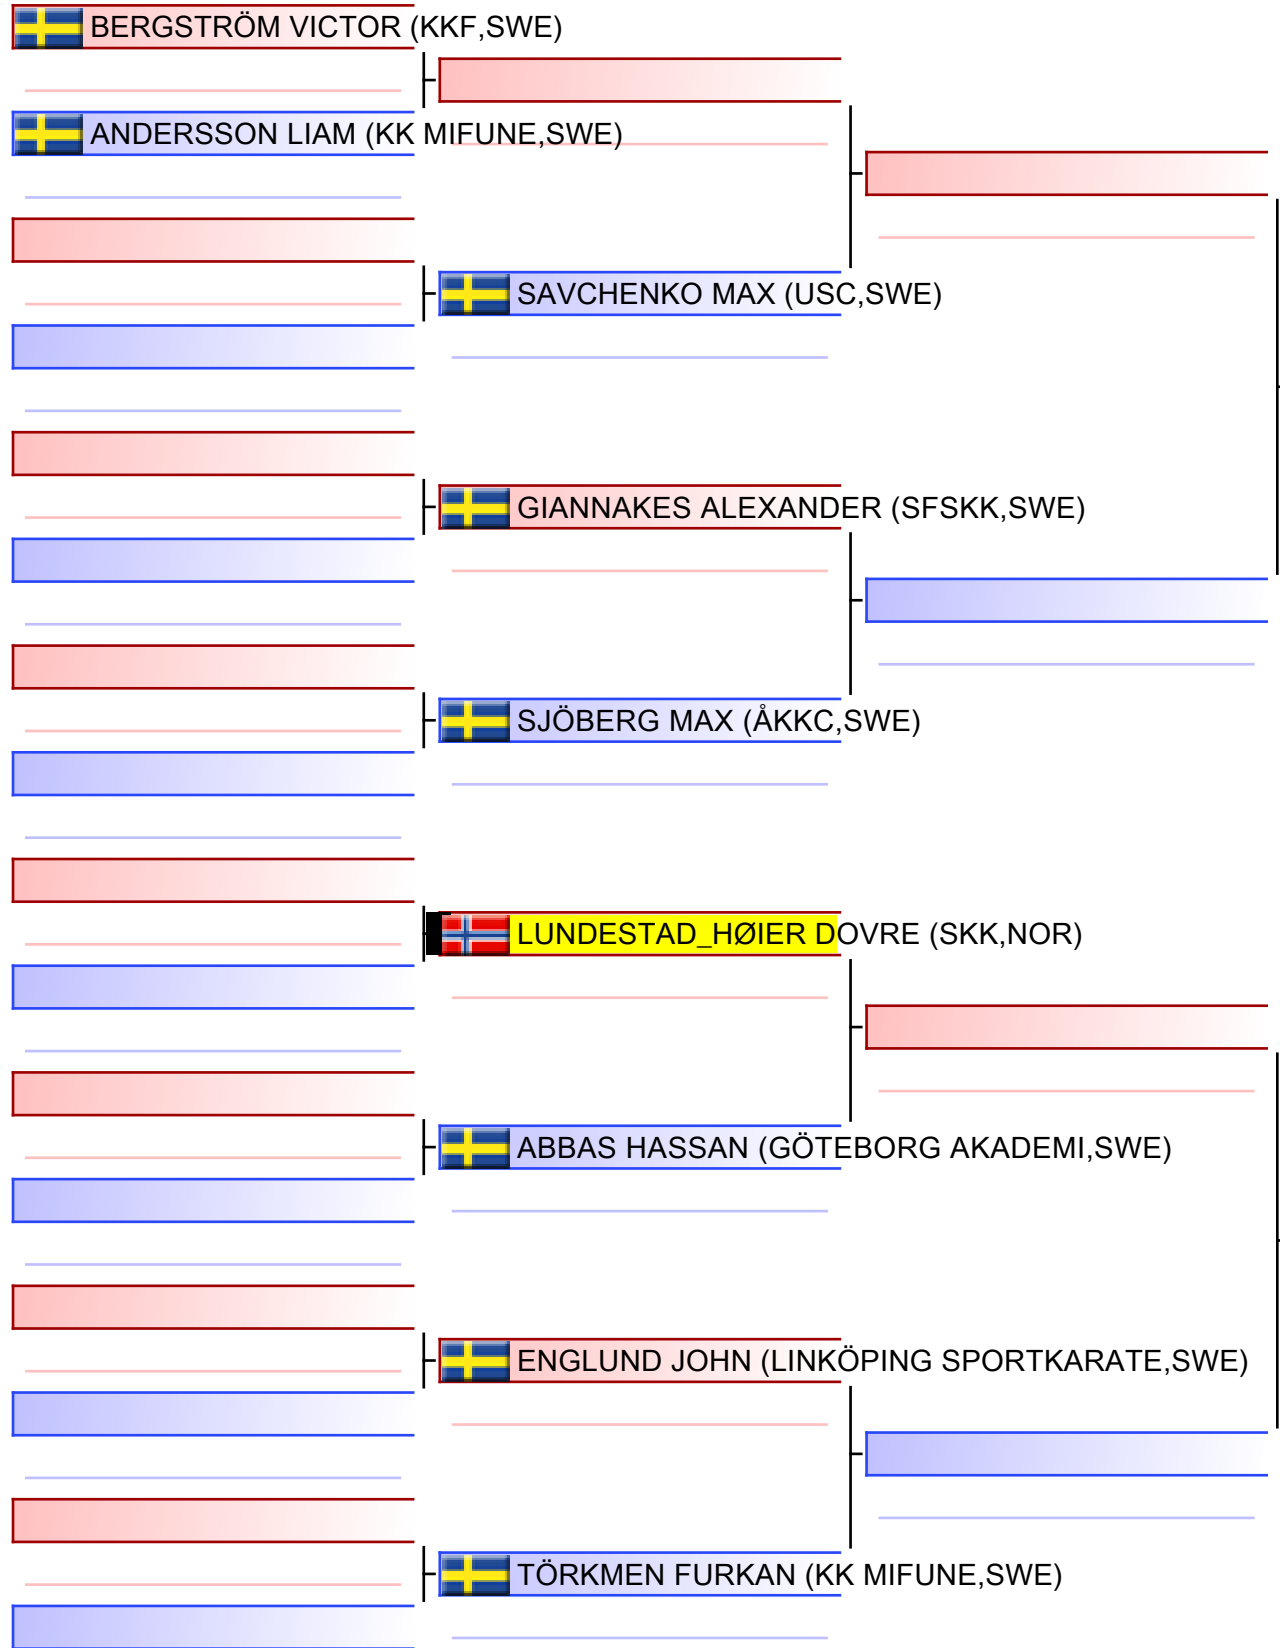 BERGSTRÖM VICTOR (KKF,SWE)
ANDERSSON LIAM (KK MIFUNE,SWE)
SAVCHENKO MAX (USC,SWE)
GIANNAKES ALEXANDER (SFSKK,SWE)
SJÖBERG MAX (ÅKKC,SWE)
LUNDESTAD_HØIER DOVRE (SKK,NOR)
ABBAS HASSAN (GÖTEBORG AKADEMI,SWE)
ENGLUND JOHN (LINKÖPING SPORTKARATE,SWE)
TÖRKMEN FURKAN (KK MIFUNE,SWE)